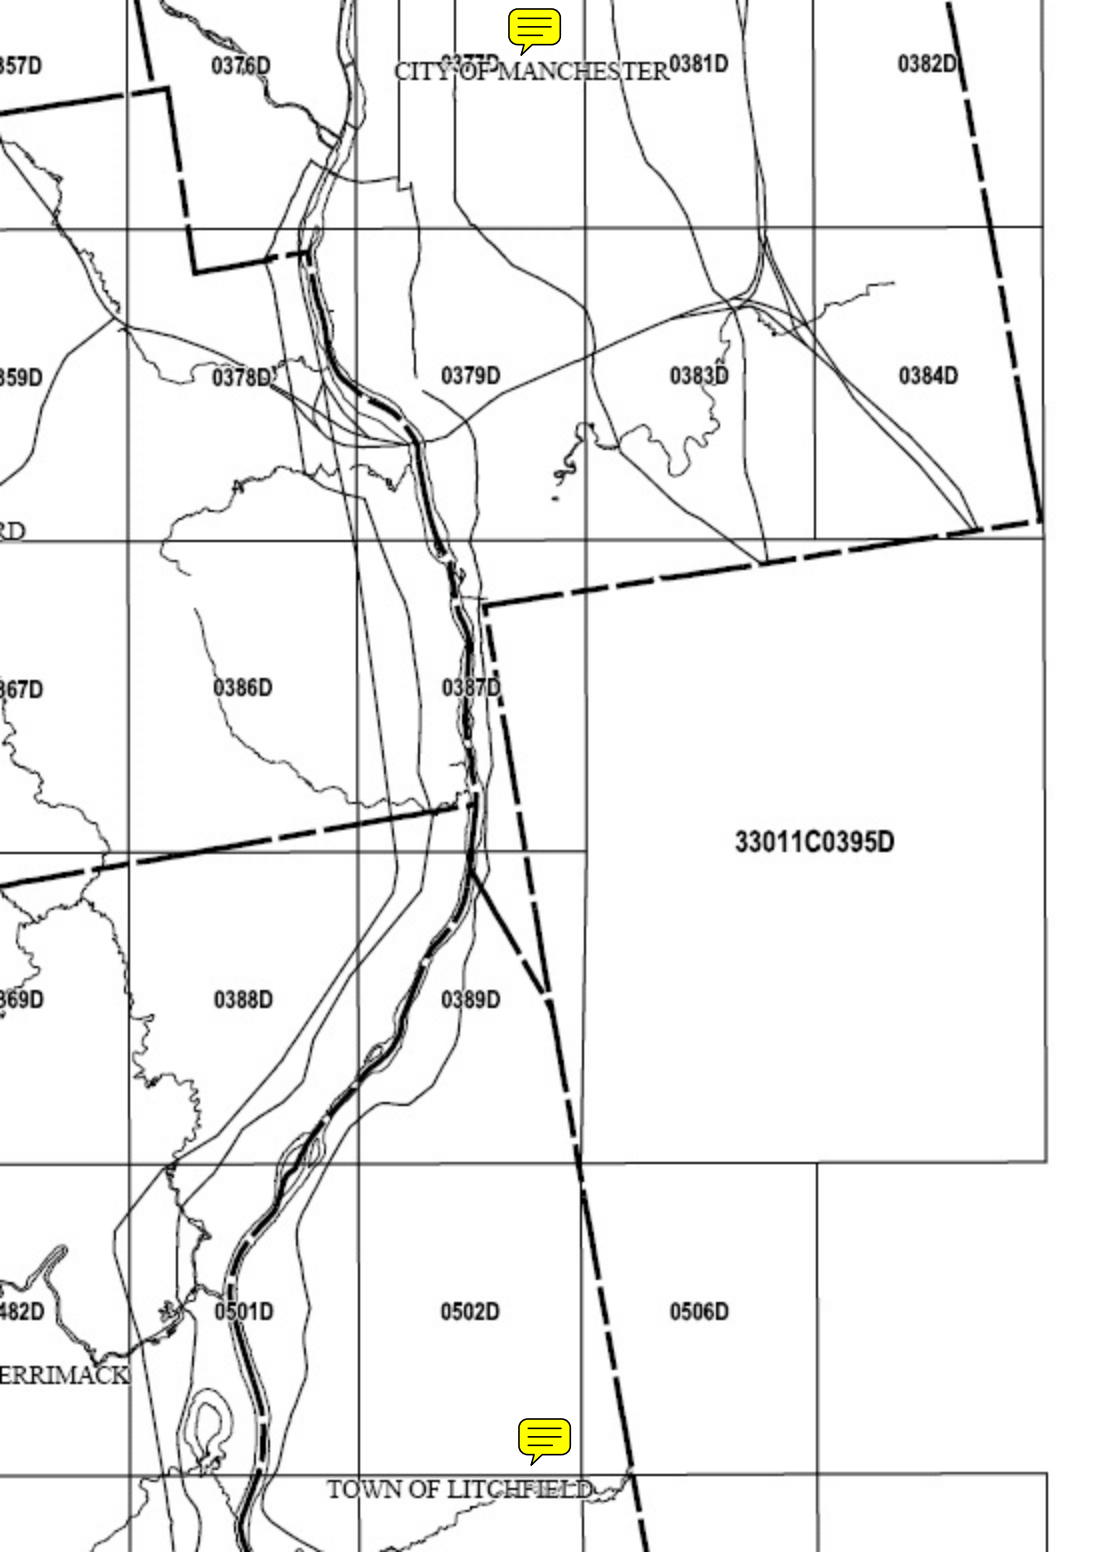 357D
0376D
0377D
CITY OF MANCHESTER
0381D
0382D
359D
0378D
0379D
0383D
0384D
RD
367D
0386D
0387D
33011C0395D
369D
0388D
0389D
482D
0501D
0502D
0506D
ERRIMACK
TOWN OF LITCHFIELD